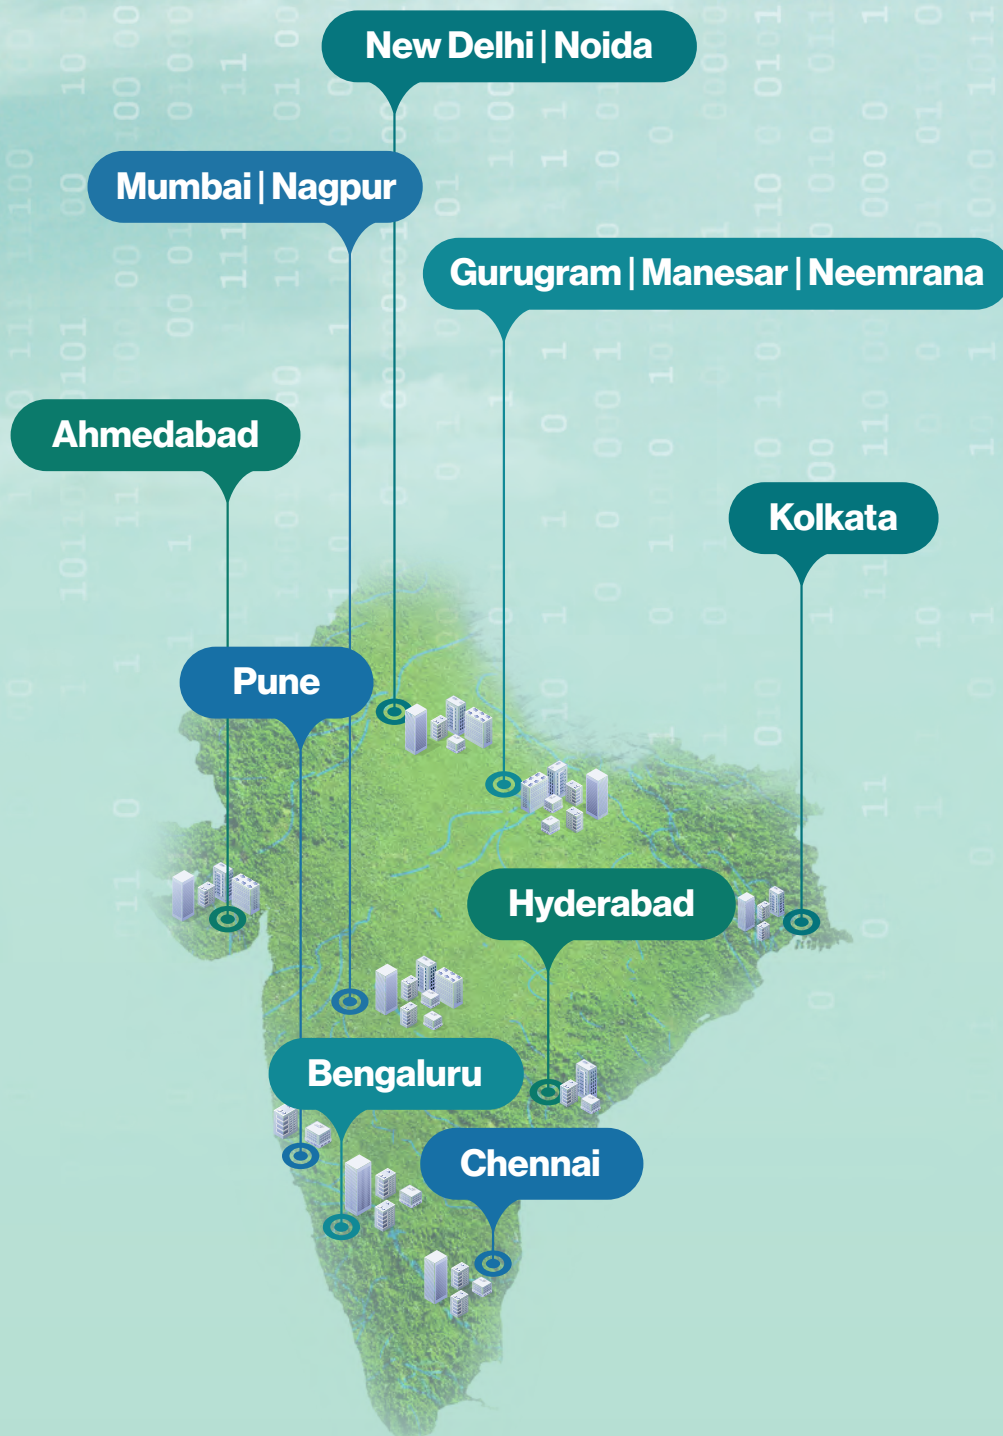 New Delhi | Noida
Mumbai | Nagpur
Gurugram | Manesar | Neemrana
Ahmedabad
Kolkata
Pune
Hyderabad
Bengaluru
Chennai